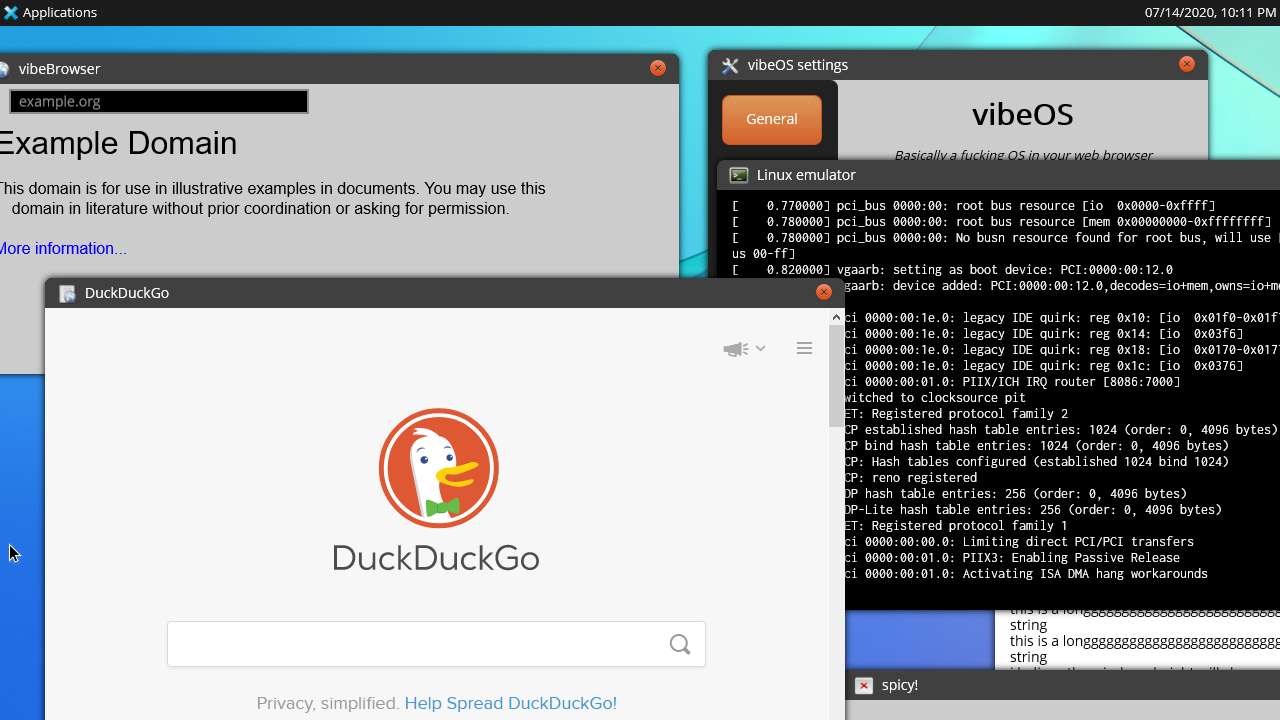 Applications
07/14/2020, 10:11 PM
vibeBrowser
example.org
Example Domain
This domain is for use in illustrative examples in documents. You may use this
domain in literature without prior coordination or asking for permission.
More information...
vibeOS settings
General
vibeOS
Basically a fucking OS in your web browser
Linux emulator
[    0.770000] pci_bus 0000:00: root bus resource [io  0x0000-0xffff]
[    0.780000] pci_bus 0000:00: root bus resource [mem 0x00000000-0xffffffff]
[    0.780000] pci_bus 0000:00: No busn resource found for root bus, will use [
us 00-ff]
[    0.820000] vgaarb: setting as boot device: PCI:0000:00:12.0
gaarb: device added: PCI:0000:00:12.0,decodes=io+mem,owns=io+m
ci 0000:00:1e.0: legacy IDE quirk: reg 0x10: [io  0x01f0-0x01f
ci 0000:00:1e.0: legacy IDE quirk: reg 0x14: [io  0x03f6]
ci 0000:00:1e.0: legacy IDE quirk: reg 0x18: [io  0x0170-0x017
ci 0000:00:1e.0: legacy IDE quirk: reg 0x1c: [io  0x0376]
ci 0000:00:01.0: PIIX/ICH IRQ router [8086:7000]
witched to clocksource pit
ET: Registered protocol family 2
CP established hash table entries: 1024 (order: 0, 4096 bytes)
CP bind hash table entries: 1024 (order: 0, 4096 bytes)
CP: Hash tables configured (established 1024 bind 1024)
CP: reno registered
DP hash table entries: 256 (order: 0, 4096 bytes)
DP-Lite hash table entries: 256 (order: 0, 4096 bytes)
ET: Registered protocol family 1
ci 0000:00:00.0: Limiting direct PCI/PCI transfers
ci 0000:00:01.0: PIIX3: Enabling Passive Release
ci 0000:00:01.0: Activating ISA DMA hang workarounds
DuckDuckGo
DuckDuckGo
Privacy, simplified. Help Spread DuckDuckGo!
this is a longggggggggggggggggggggggggg
string
this is a longggggggggggggggggggggggggg
string
spicy!